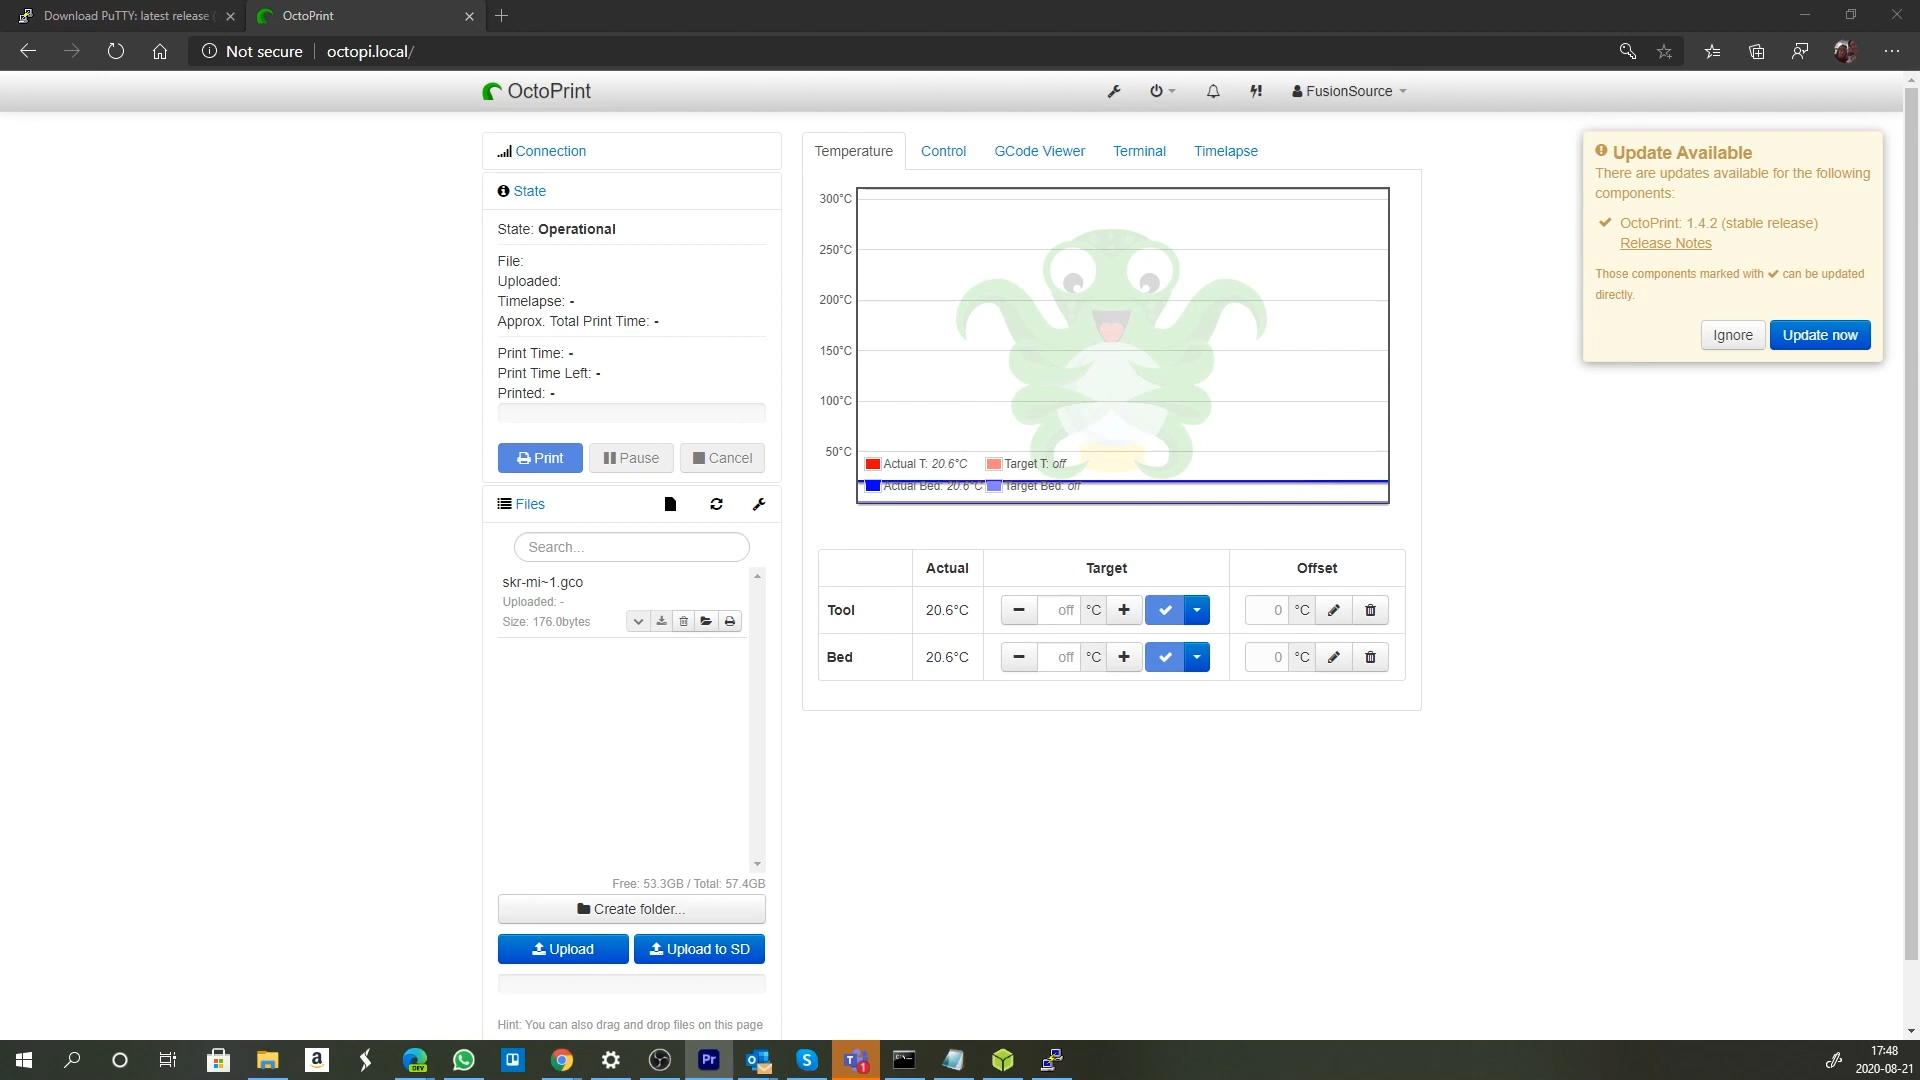 Download PuTTY: latest release (
OctoPrint
Not secure
octopi.local/
OctoPrint
FusionSource
Connection
State
State: Operational
File:
Uploaded:
Timelapse: -
Approx. Total Print Time: -
Print Time: -
Print Time Left: -
Printed: -
Print
Pause
Cancel
Files
Search...
skr-mi~1.gco
Uploaded: -
Size: 176.0bytes
Free: 53.3GB / Total: 57.4GB
Create folder...
Upload
Upload to SD
Hint: You can also drag and drop files on this page
Temperature
Control
GCode Viewer
Terminal
Timelapse
300°C
250°C
200°C
150°C
100°C
50°C
Actual T: 20.6°C
Target T: off
Actual Bed: 20.6°C
Target Bed: off
Actual
Target
Offset
Tool
20.6°C
off
°C
0
°C
Bed
20.6°C
off
°C
0
°C
Update Available
There are updates available for the following
components:
OctoPrint: 1.4.2 (stable release)
Release Notes
Those components marked with ✔ can be updated
directly.
Ignore
Update now
DEV
Pr
1
17:48
2020-08-21